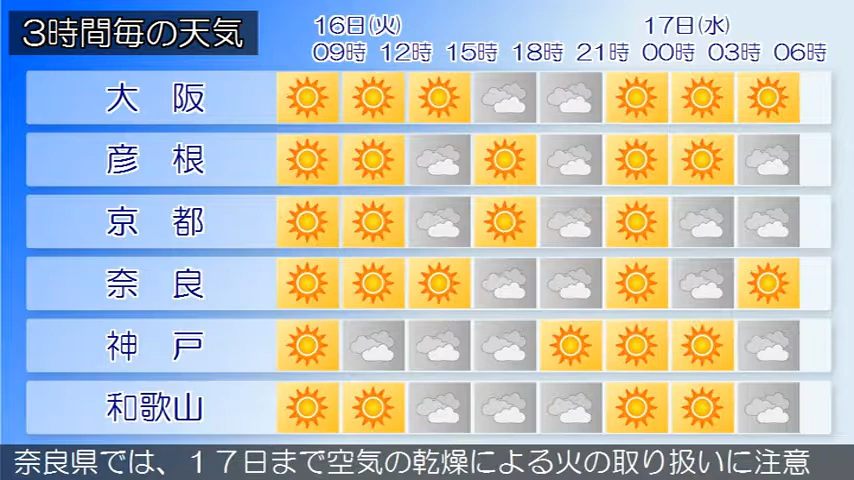 3時間毎の天気
16日(火) 17日(水)
09時 12時 15時 18時 21時 00時 03時 06時
大 阪
彦 根
京 都
奈 良
神 戸
和歌山
奈良県では、１７日まで空気の乾燥による火の取り扱いに注意